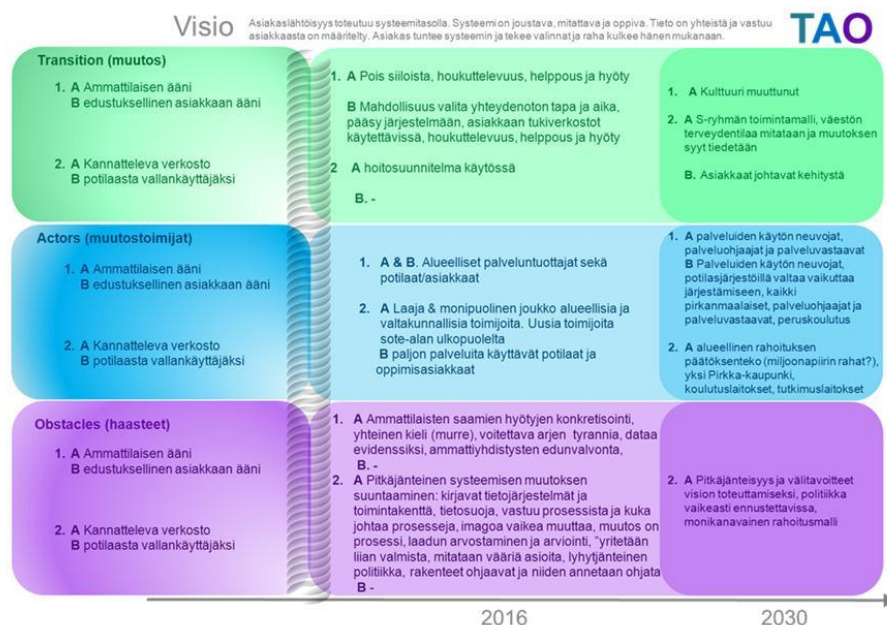 Visio
Asiakaslähtöisyys toteutuu systeemitasolla. Systeemi on joustava, mitattava ja oppiva. Tieto on yhteistä ja vastuu
asiakkaasta on määritelty. Asiakas tuntee systeemin ja tekee valinnat ja raha kulkee hänen mukanaan.
TAO
Transition (muutos)
1. A Ammattilaisen ääni
B edustuksellinen asiakkaan ääni
2. A Kannatteleva verkosto
B potilaasta vallankäyttäjäksi
1. A Pois siiloista, houkuttelevuus, helppous ja hyöty
B Mahdollisuus valita yhteydenoton tapa ja aika,
pääsy järjestelmään, asiakkaan tukiverkostot
käytettävissä, houkuttelevuus, helppous ja hyöty
2 A hoitosuunnitelma käytössä
B. -
1. A Kulttuuri muuttunut
2. A S-ryhmän toimintamalli, väestön
terveydentilaa mitataan ja muutoksen
syyt tiedetään
B. Asiakkaat johtavat kehitystä
Actors (muutostoimijat)
1. A Ammattilaisen ääni
B edustuksellinen asiakkaan ääni
2. A Kannatteleva verkosto
B potilaasta vallankäyttäjäksi
1. A & B. Alueelliset palveluntuottajat sekä
potilaat/asiakkaat
2. A Laaja & monipuolinen joukko alueellisia ja
valtakunnallisia toimijoita. Uusia toimijoita
sote-alan ulkopuolelta
B paljon palveluita käyttävät potilaat ja
oppimisasiakkaat
1. A palveluiden käytön neuvojat,
palveluohjaajat ja palveluvastaavat
B Palveluiden käytön neuvojat,
potilasjärjestöillä valtaa vaikuttaa
järjestämiseen, kaikki
pirkanmaalaiset, palveluohjaajat ja
palveluvastaavat, peruskoulutus
2. A alueellinen rahoituksen
päätöksenteko (miljoonapiirin rahat?),
yksi Pirkka-kaupunki,
koulutuslaitokset, tutkimuslaitokset
Obstacles (haasteet)
1. A Ammattilaisen ääni
B edustuksellinen asiakkaan ääni
2. A Kannatteleva verkosto
B potilaasta vallankäyttäjäksi
1. A Ammattilaisten saamien hyötyjen konkretisointi,
yhteinen kieli (murre), voitettava arjen tyrannia, dataa
evidenssiksi, ammattiyhdistysten edunvalvonta,
B. -
2. A Pitkäjänteinen systeemisen muutoksen
suuntaaminen: kirjavat tietojärjestelmät ja
toimintakenttä, tietosuoja, vastuu prosessista ja kuka
johtaa prosesseja, imagoa vaikea muuttaa, muutos on
prosessi, laadun arvostaminen ja arviointi, "yritetään
liian valmista, mitataan vääriä asioita, lyhytjänteinen
politiikka, rakenteet ohjaavat ja niiden annetaan ohjata
B -
2. A Pitkäjänteisyys ja välitavoitteet
vision toteuttamiseksi, politiikka
vaikeasti ennustettavissa,
monikanavainen rahoitusmalli
2016
2030